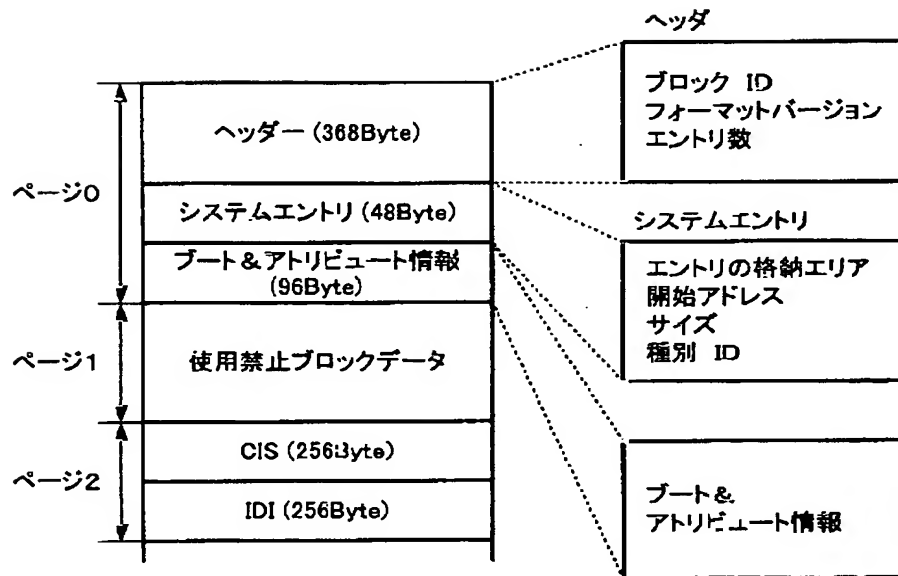 ヘッダ
ブロック ID
フォーマットバージョン
エントリ数
ページ0
ヘッダー (368Byte)
システムエントリ (48Byte)
ブート＆アトリビュート情報
(96Byte)
システムエントリ
エントリの格納エリア
開始アドレス
サイズ
種別 ID
ページ1
使用禁止ブロックデータ
ページ2
CIS (256Byte)
IDI (256Byte)
ブート＆
アトリビュート情報